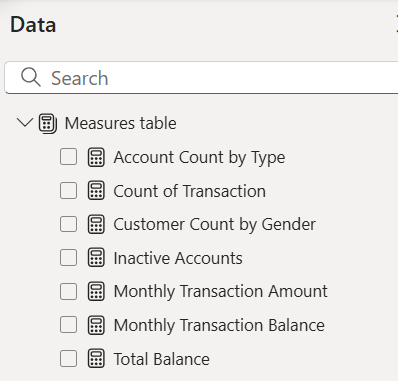 Data
Search
Measures table
Account Count by Type
Count of Transaction
Customer Count by Gender
Inactive Accounts
Monthly Transaction Amount
Monthly Transaction Balance
Total Balance